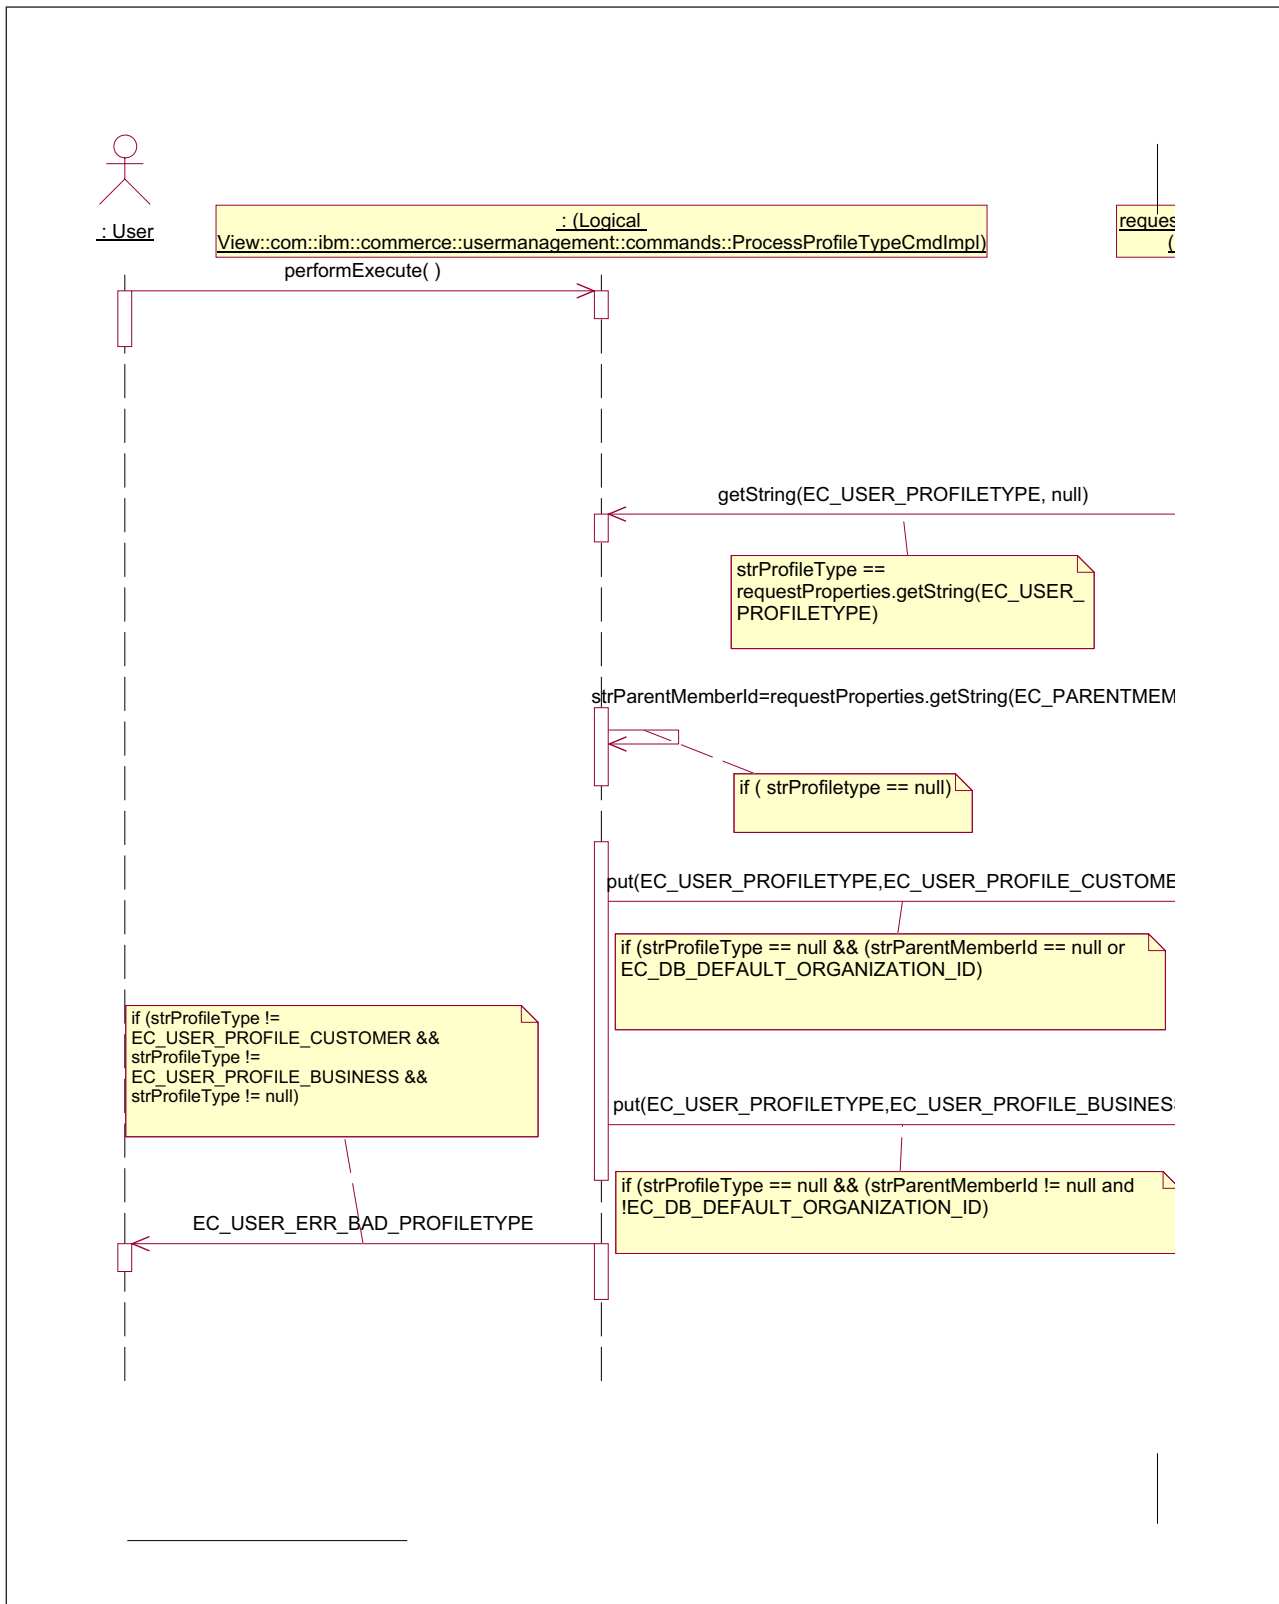 : User
: (Logical
View::com::ibm::commerce::usermanagement::commands::ProcessProfileTypeCmdImpl)
reques
(
performExecute( )
getString(EC_USER_PROFILETYPE, null)
strProfileType ==
requestProperties.getString(EC_USER_
PROFILETYPE)
strParentMemberId=requestProperties.getString(EC_PARENTMEM
if ( strProfiletype == null)
put(EC_USER_PROFILETYPE,EC_USER_PROFILE_CUSTOME
if (strProfileType == null && (strParentMemberId == null or
EC_DB_DEFAULT_ORGANIZATION_ID)
if (strProfileType !=
EC_USER_PROFILE_CUSTOMER &&
strProfileType !=
EC_USER_PROFILE_BUSINESS &&
strProfileType != null)
put(EC_USER_PROFILETYPE,EC_USER_PROFILE_BUSINESS
if (strProfileType == null && (strParentMemberId != null and
!EC_DB_DEFAULT_ORGANIZATION_ID)
EC_USER_ERR_BAD_PROFILETYPE